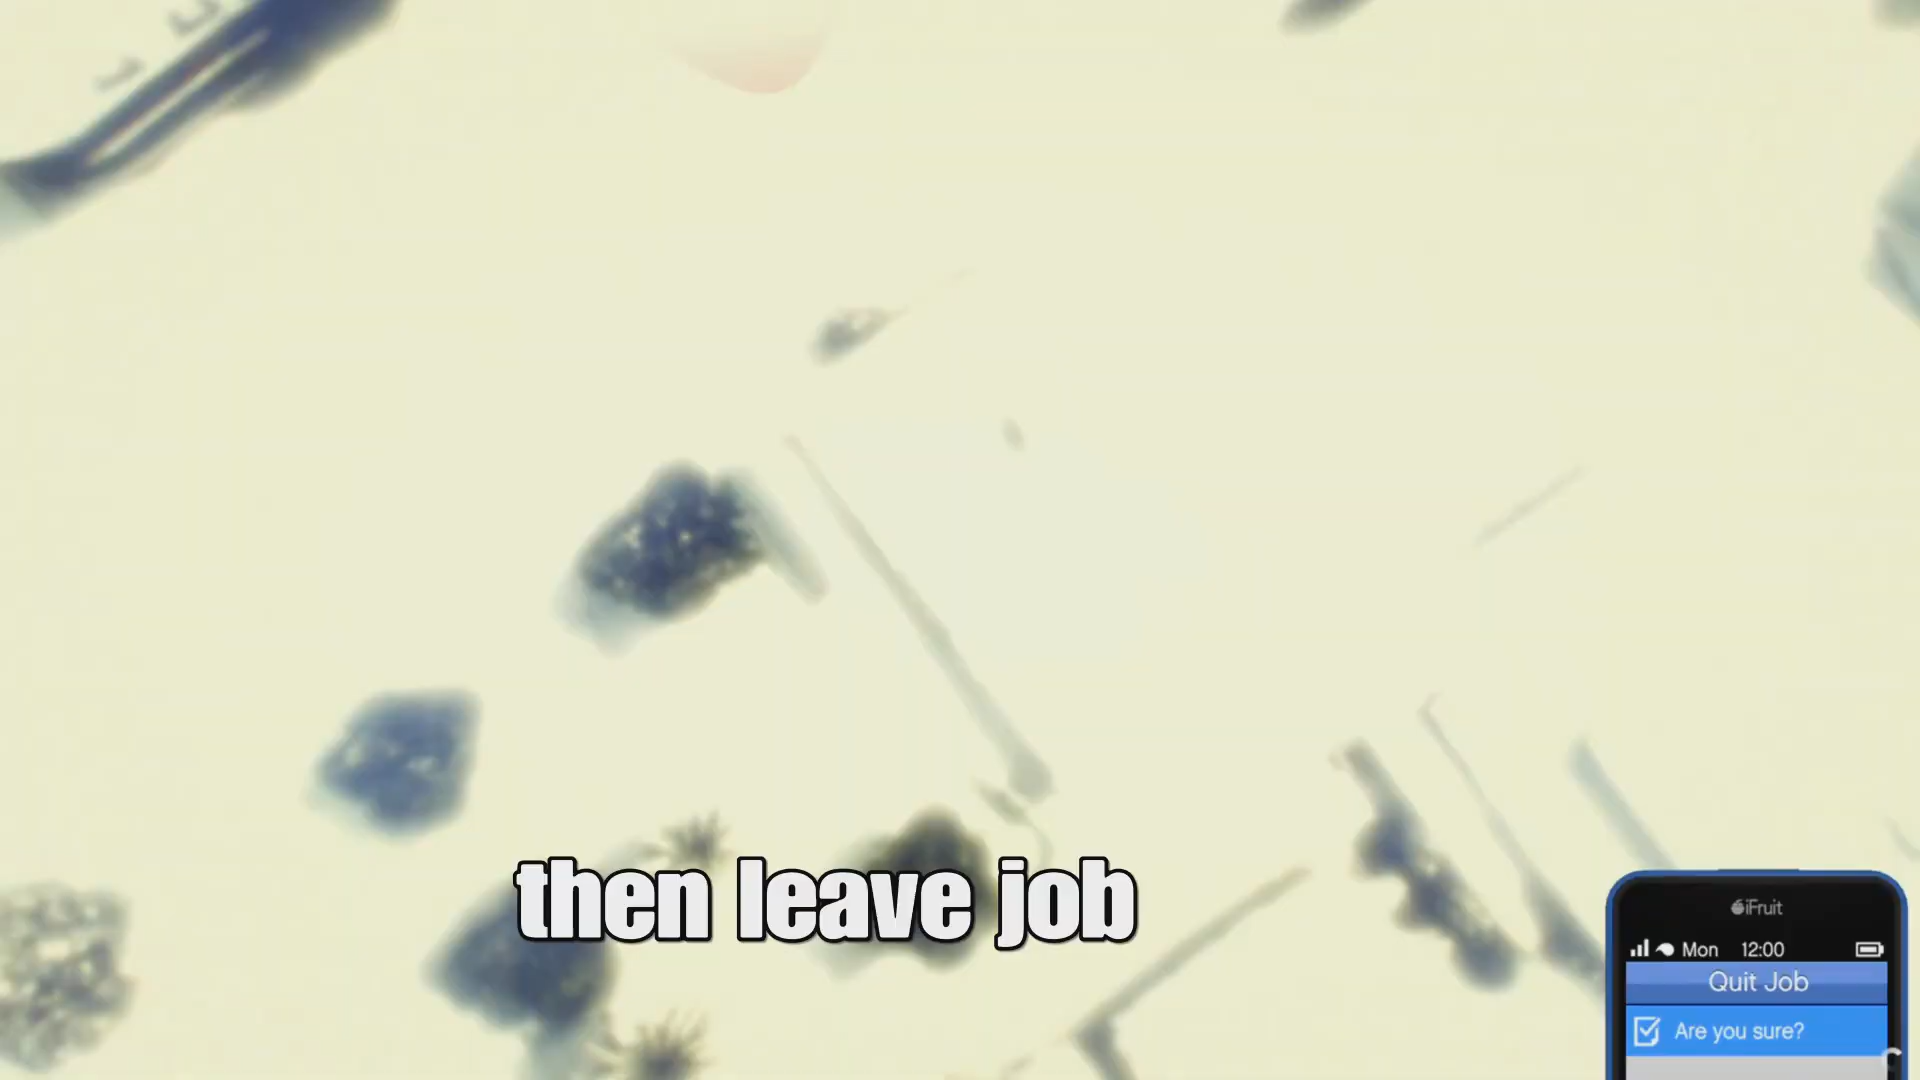 then leave job
iFruit
Mon 12:00
Quit Job
Are you sure?